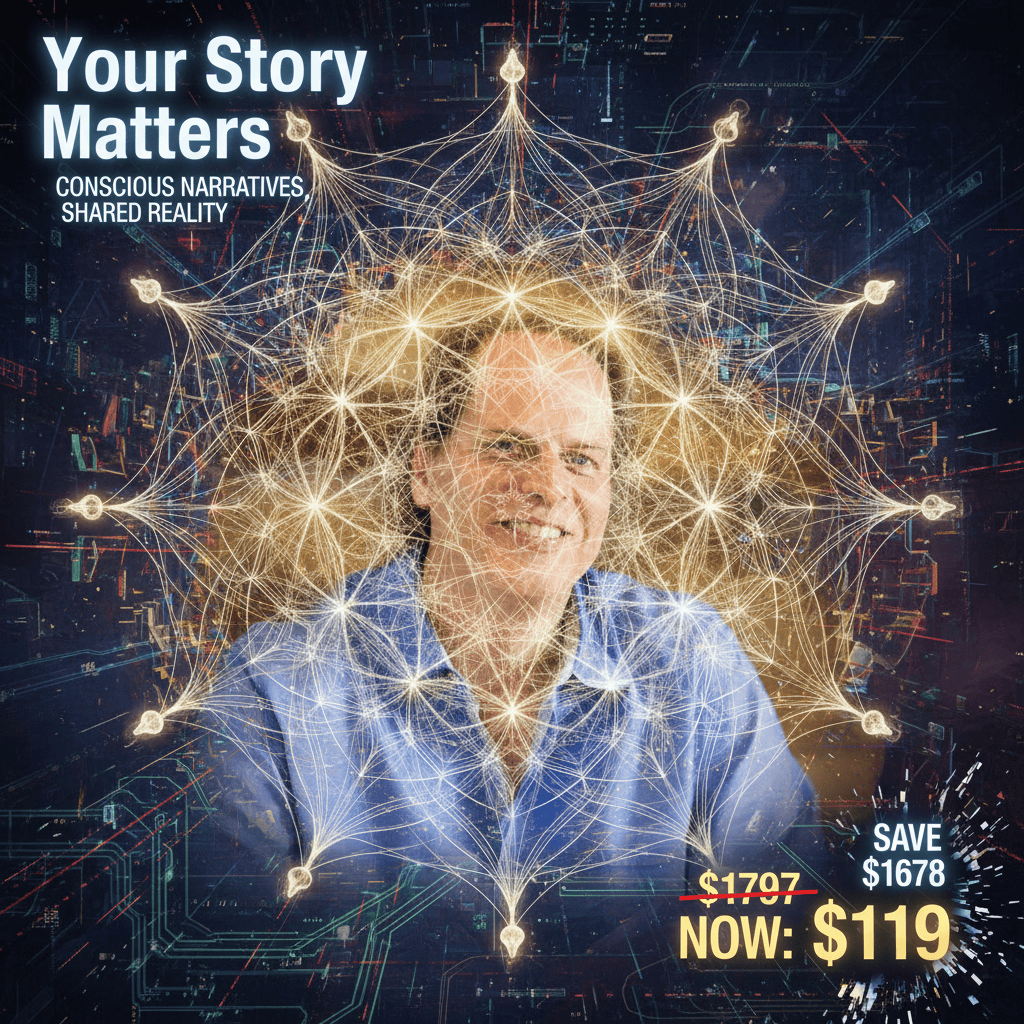 Your Story
Matters
CONSCIOUS NARRATIVES,
SHARED REALITY
SAVE
$1678
$1797
NOW: $119